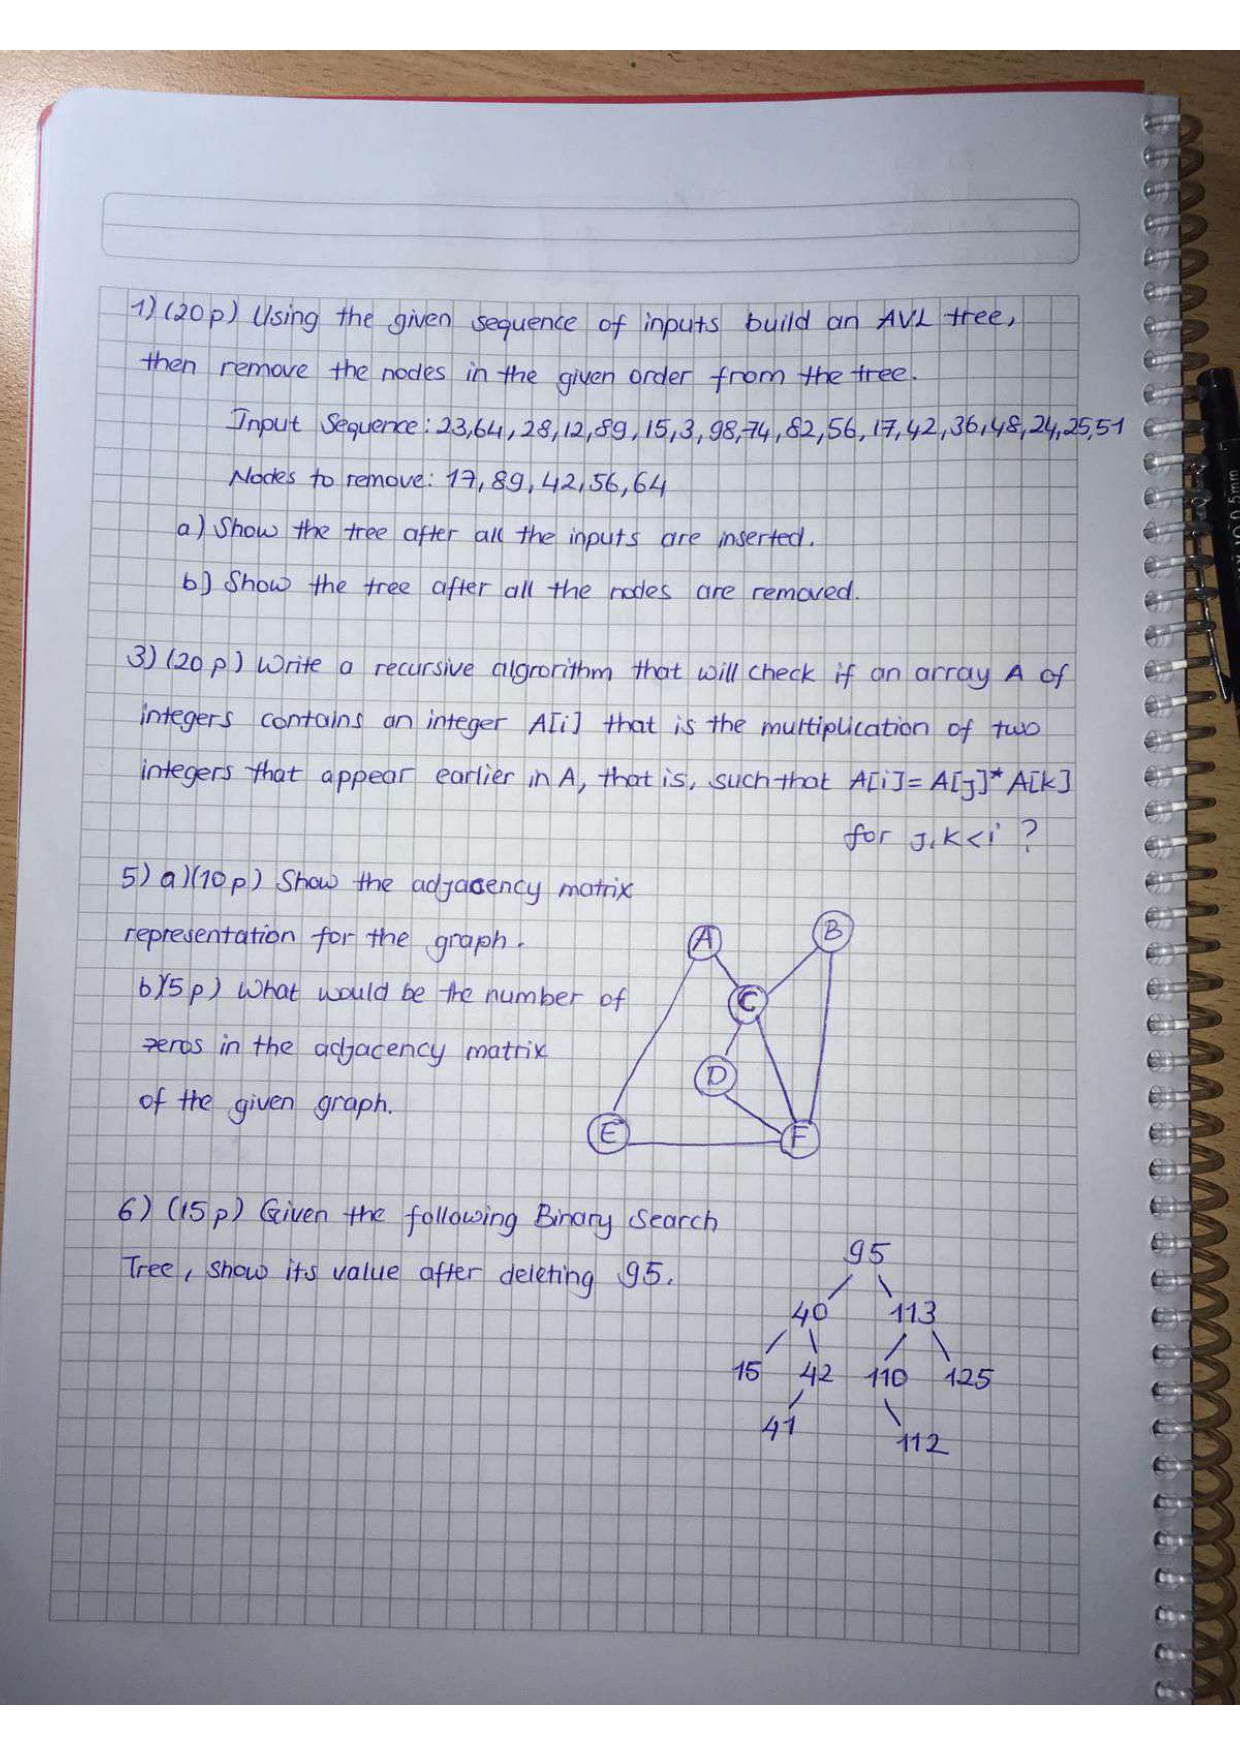 1) (20p) Using the given sequence of inputs build an AVL tree,
then remove the nodes in the given order from the tree.
Input Sequence: 23,64,28,12,89,15,3,98,74,82,56,17,42,36,48,24,25,51
Nodes to remove: 17,89,42,56,64
a) Show the tree after all the inputs are inserted.
b) Show the tree after all the nodes are removed.
3) (20p) Write a recursive algrorithm that will check if an array A of
integers contains an integer A[i] that is the multiplication of two
integers that appear earlier in A, that is, such that A[i]=A[j]*A[k]
for j,k<i ?
5) a)(10p) Show the adjacency matrix
representation for the graph.
b)(5p) What would be the number of
zeros in the adjacency matrix
of the given graph.
A B
C
D
E F
6) (15p) Given the following Binary Search
Tree, show its value after deleting 95.
95
40 113
15 42 110 125
41 112
0.5mm